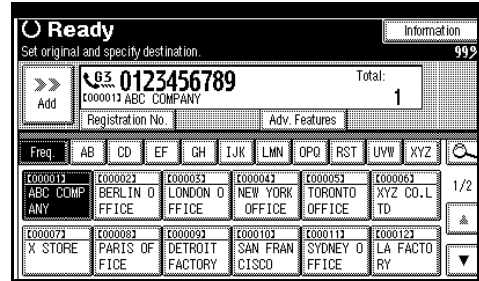 Ready
Information
Set original and specify destination.
99%
>> Add
G3 0123456789
Total:
[00001] ABC COMPANY
1
Registration No.
Adv. Features
Freq. AB CD EF GH IJK LMN OPQ RST UVW XYZ
[00001] [00002] [00003] [00004] [00005] [00006]
ABC COMP BERLIN O LONDON O NEW YORK TORONTO XYZ CO.L
ANY FFICE FFICE OFFICE OFFICE TD
1/2
[00007] [00008] [00009] [00010] [00011] [00012]
X STORE PARIS OF DETROIT SAN FRAN SYDNEY O LA FACTO
FICE FACTORY CISCO FFICE RY